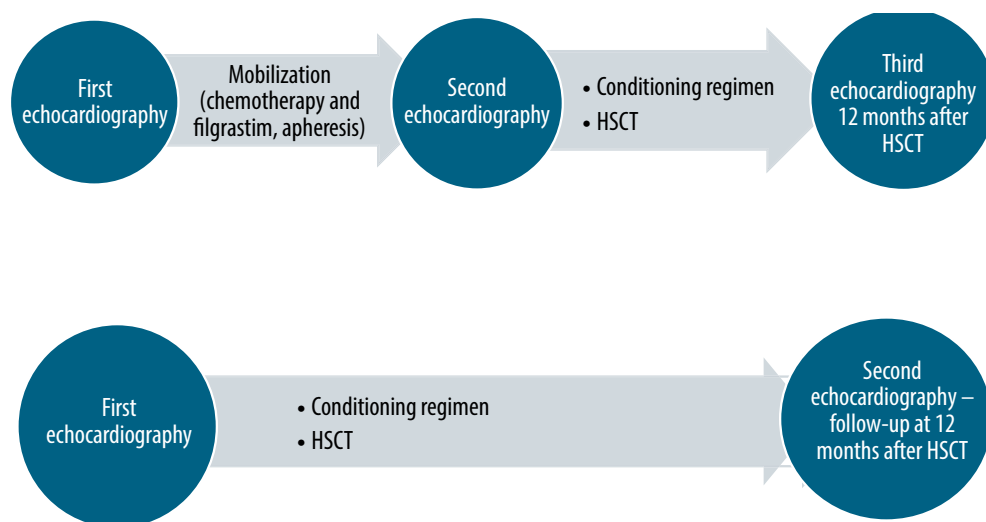 First
echocardiography
Mobilization
(chemotherapy and
filgrastim, apheresis)
Second
echocardiography
• Conditioning regimen
• HSCT
Third
echocardiography
12 months after
HSCT
First
echocardiography
• Conditioning regimen
• HSCT
Second
echocardiography –
follow-up at 12
months after HSCT